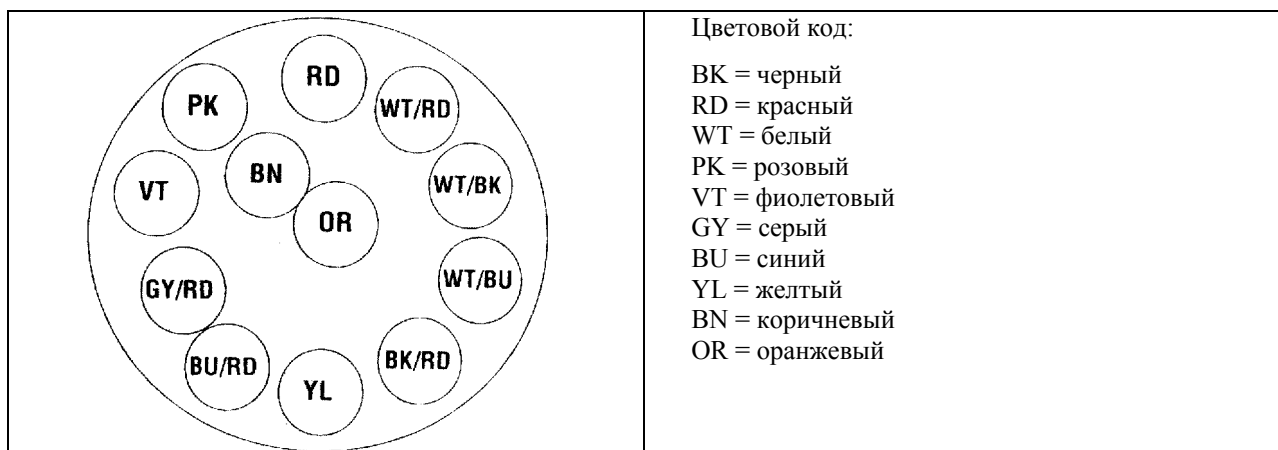 RD
PK
WT/RD
BN
WT/BK
VT
OR
WT/BU
GY/RD
BK/RD
BU/RD
YL
Цветовой код:
BK = черный
RD = красный
WT = белый
PK = розовый
VT = фиолетовый
GY = серый
BU = синий
YL = желтый
BN = коричневый
OR = оранжевый